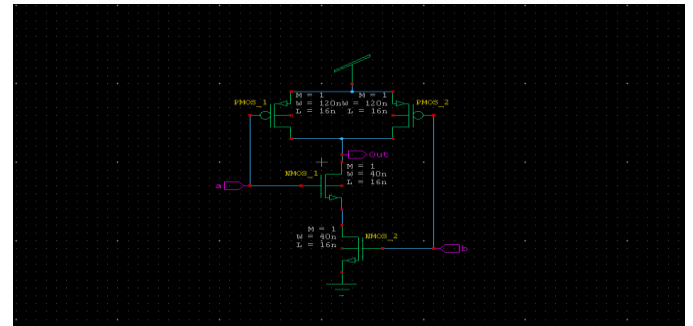 PMOS_1
M = 1
W = 120n
L = 16n
M = 1
W = 120n
L = 16n
PMOS_2
Out
NMOS_1
M = 1
W = 40n
L = 16n
a
M = 1
W = 40n
L = 16n
NMOS_2
b